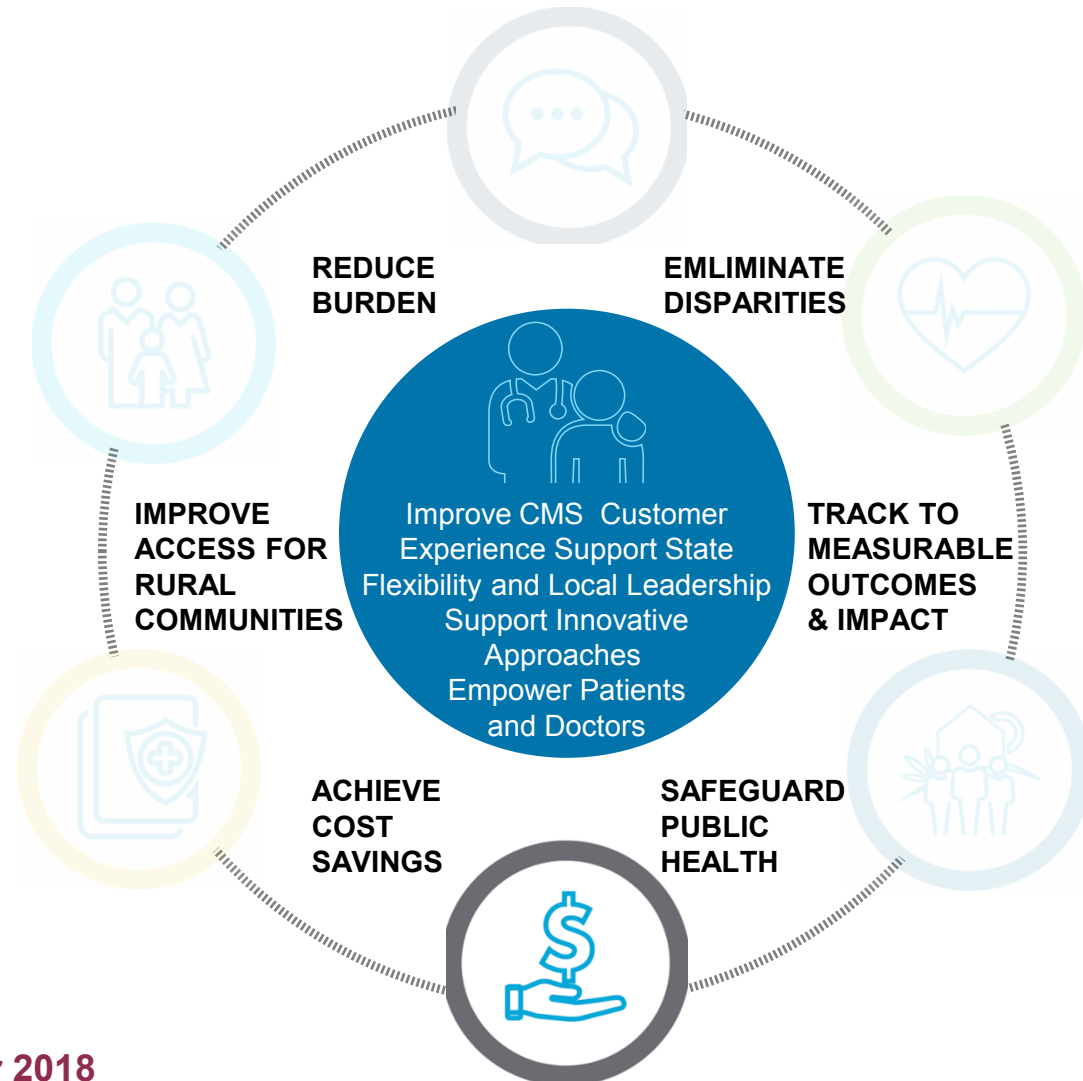 REDUCE
BURDEN
EMLIMINATE
DISPARITIES
IMPROVE
ACCESS FOR
RURAL
COMMUNITIES
Improve CMS  Customer
Experience Support State
Flexibility and Local Leadership
Support Innovative
Approaches
Empower Patients
and Doctors
TRACK TO
MEASURABLE
OUTCOMES
& IMPACT
ACHIEVE
COST
SAVINGS
SAFEGUARD
PUBLIC
HEALTH
$
2018